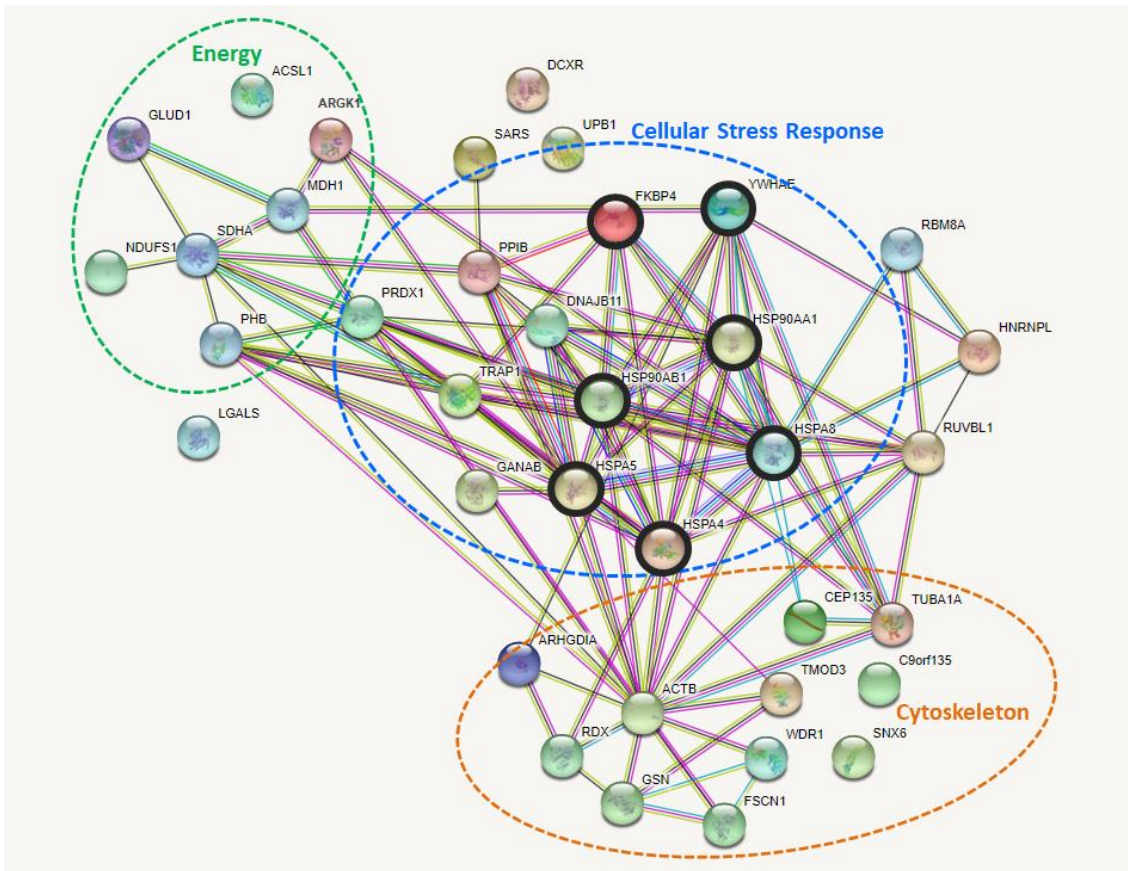 Energy
ACSL1
DCXR
GLUD1
ARGK1
SARS
UPB1
Cellular Stress Response
MDH1
FKBP4
YWHAE
NDUFS1
SDHA
PPIB
RBM8A
PHB
PRDX1
DNAJB11
HSP90AA1
HNRNPL
TRAP1
HSP90AB1
LGALS
HSPA8
RUVBL1
GANAB
HSPA5
HSPA4
CEP135
TUBA1A
ARHGDIA
TMOD3
C9orf135
ACTB
Cytoskeleton
RDX
WDR1
SNX6
GSN
FSCN1